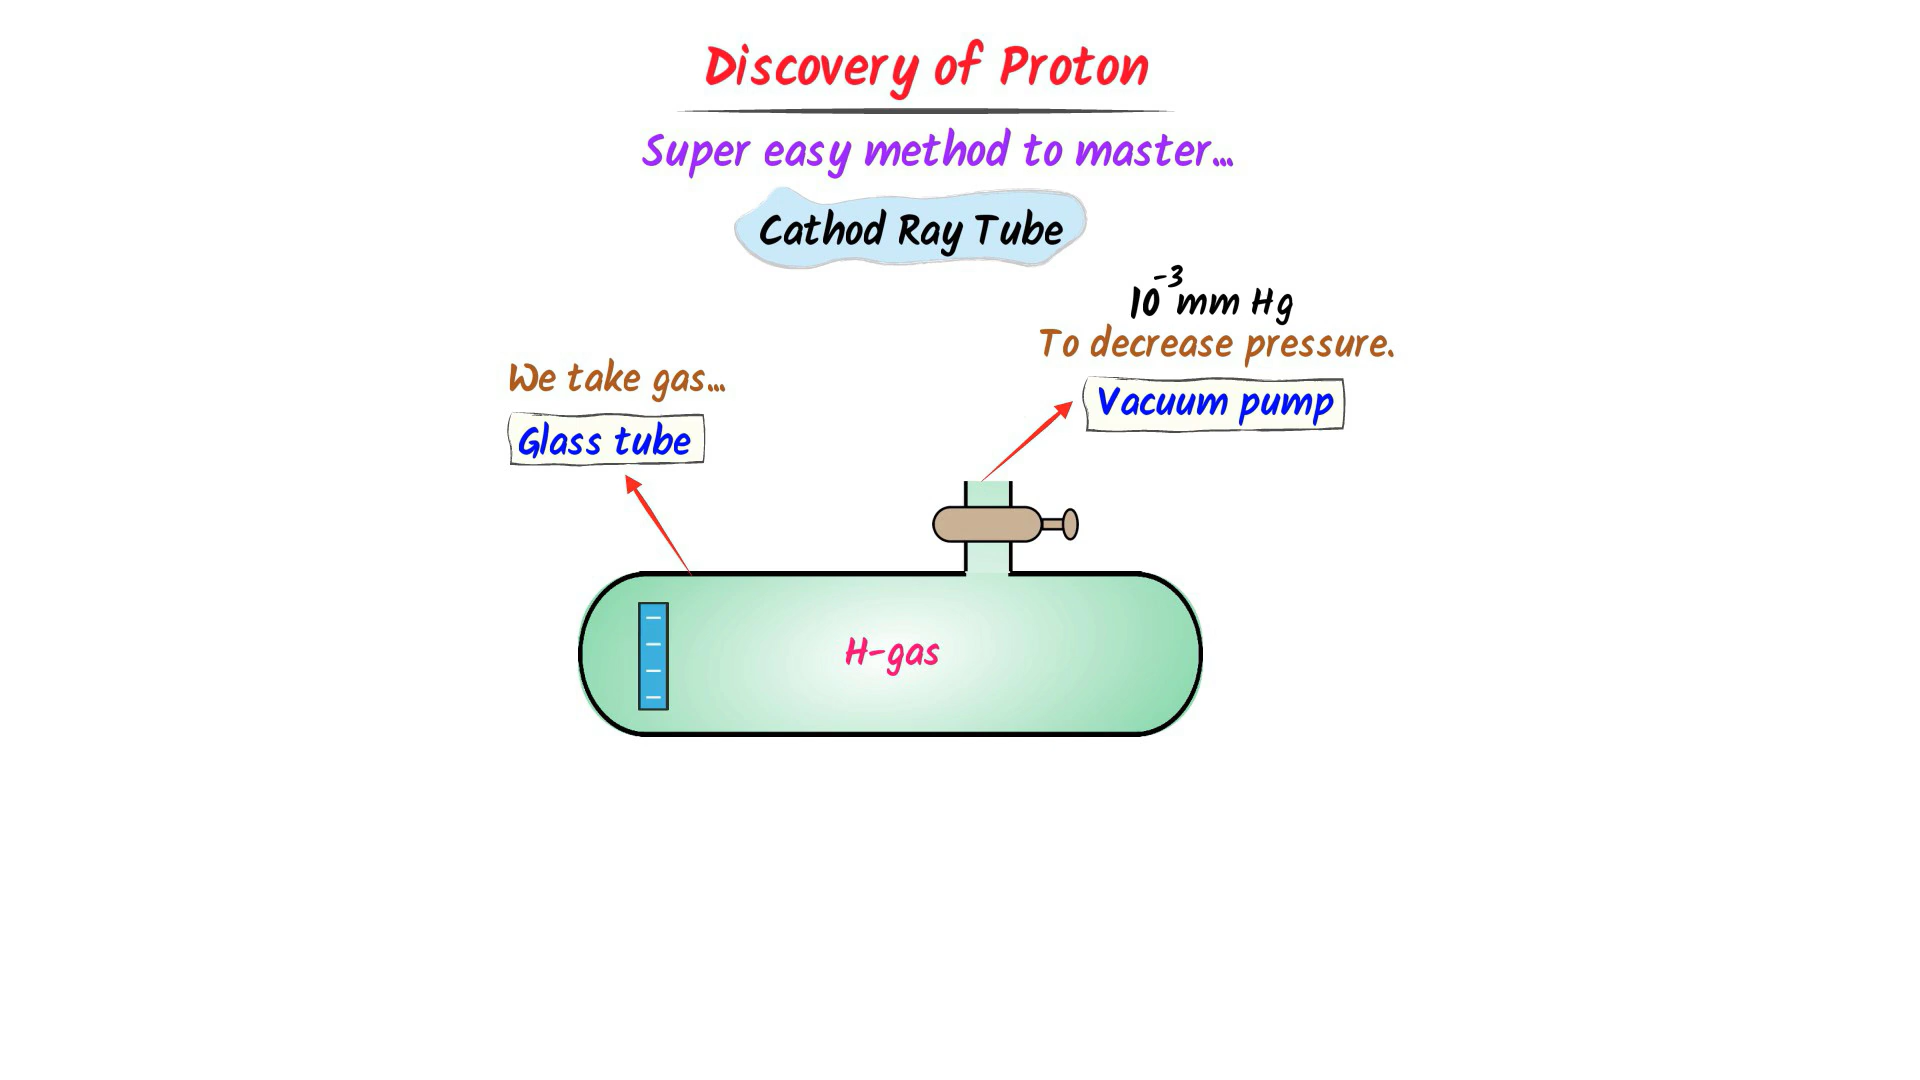 Discovery of Proton
Super easy method to master...
Cathod Ray Tube
10⁻³mm Hg
To decrease pressure.
We take gas...
Vacuum pump
Glass tube
H-gas